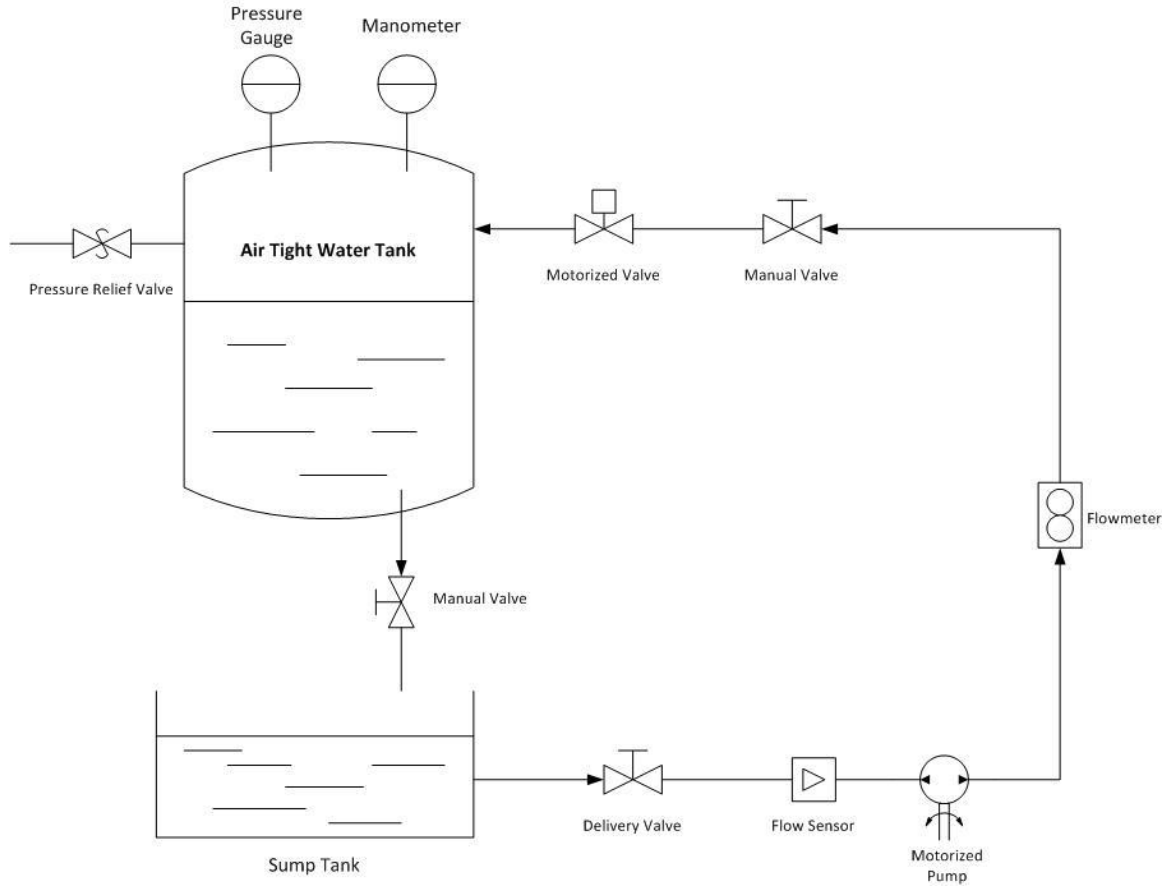 Pressure
Gauge
Manometer
Air Tight Water Tank
Pressure Relief Valve
Motorized Valve
Manual Valve
Flowmeter
Manual Valve
Delivery Valve
Flow Sensor
Motorized
Pump
Sump Tank